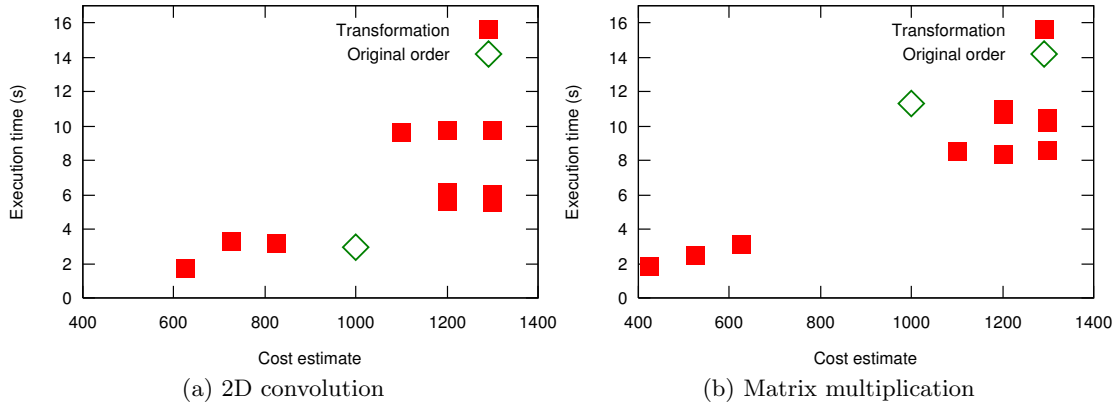 16
14
12
10
8
6
4
2
0
Execution time (s)
Transformation
Original order
400 600 800 1000 1200 1400
Cost estimate
(a) 2D convolution
16
14
12
10
8
6
4
2
0
Execution time (s)
Transformation
Original order
400 600 800 1000 1200 1400
Cost estimate
(b) Matrix multiplication